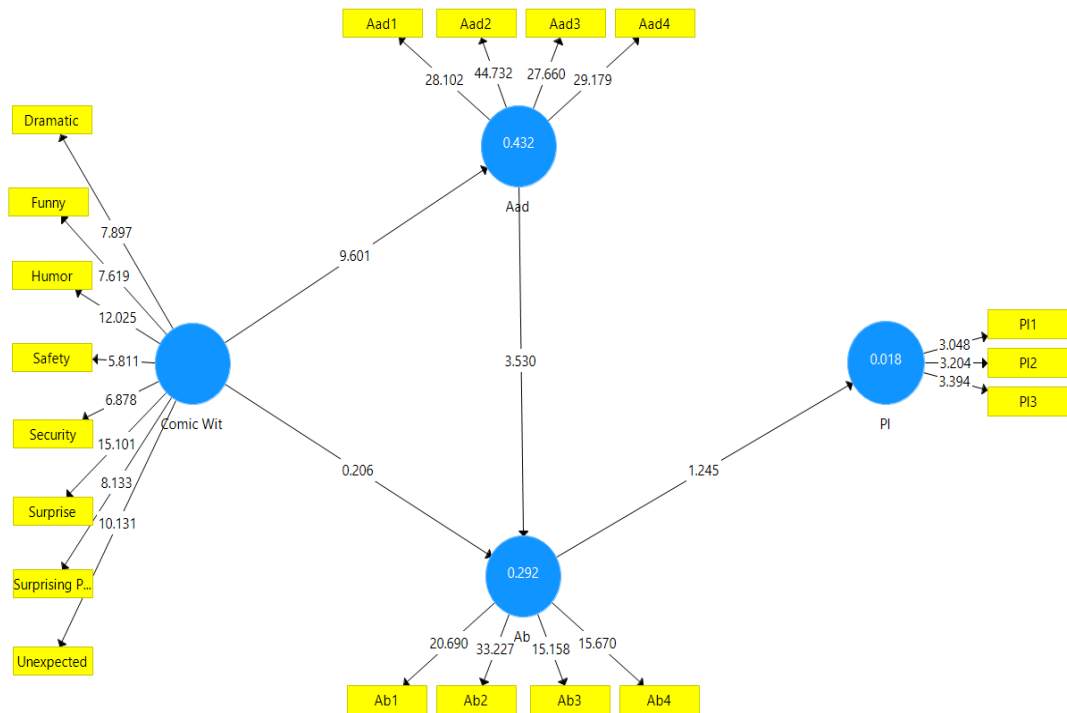 Aad1
Aad2
Aad3
Aad4
28.102
44.732
27.660
29.179
Dramatic
0.432
Funny
Aad
7.897
9.601
Humor
7.619
12.025
Safety
5.811
3.530
0.018
PI1
3.048
PI2
3.204
PI3
3.394
6.878
Comic Wit
PI
Security
15.101
0.206
1.245
8.133
Surprise
10.131
Surprising P...
0.292
Ab
Unexpected
20.690
33.227
15.158
15.670
Ab1
Ab2
Ab3
Ab4